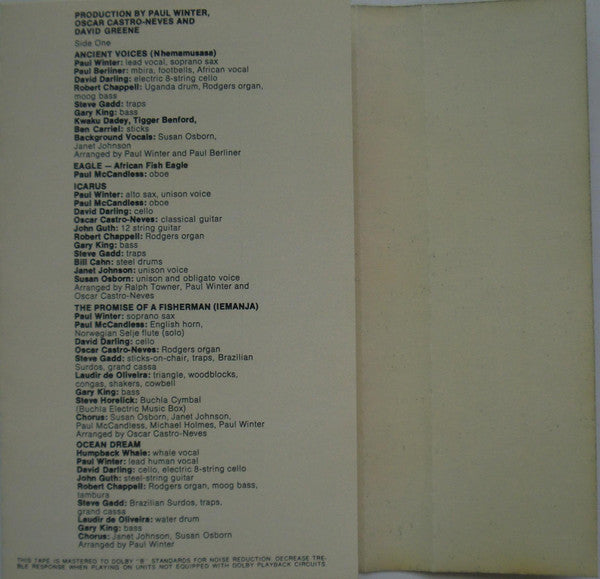 PRODUCTION BY PAUL WINTER,
OSCAR CASTRO-NEVES AND
DAVID GREENE
Side One
ANCIENT VOICES (Nhemamusasa)
Paul Winter: lead vocal, soprano sax
Paul Berliner: mbira, footbells, African vocal
David Darling: electric 8-string cello
Robert Chappell: Uganda drum, Rodgers organ,
moog bass
Steve Gadd: traps
Gary King: bass
Kwaku Dadey, Tigger Benford,
Ben Carriel: sticks
Background Vocals: Susan Osborn,
Janet Johnson
Arranged by Paul Winter and Paul Berliner
EAGLE — African Fish Eagle
Paul McCandless: oboe
ICARUS
Paul Winter: alto sax, unison voice
Paul McCandless: oboe
David Darling: cello
Oscar Castro-Neves: classical guitar
John Guth: 12 string guitar
Robert Chappell: Rodgers organ
Gary King: bass
Steve Gadd: traps
Bill Cahn: steel drums
Janet Johnson: unison voice
Susan Osborn: unison and obligato voice
Arranged by Ralph Towner, Paul Winter and
Oscar Castro-Neves
THE PROMISE OF A FISHERMAN (IEMANJA)
Paul Winter: soprano sax
Paul McCandless: English horn,
Norwegian Selje flute (solo)
David Darling: cello
Oscar Castro-Neves: Rodgers organ
Steve Gadd: sticks-on-chair, traps, Brazilian
Surdos, grand cassa
Laudir de Oliveira: triangle, woodblocks,
congas, shakers, cowbell
Gary King: bass
Steve Horelick: Buchla Cymbal
(Buchla Electric Music Box)
Chorus: Susan Osborn, Janet Johnson,
Paul McCandless, Michael Holmes, Paul Winter
Arranged by Oscar Castro-Neves
OCEAN DREAM
Humpback Whale: whale vocal
Paul Winter: lead human vocal
David Darling: cello, electric 8-string cello
John Guth: steel-string guitar
Robert Chappell: Rodgers organ, moog bass,
tambura
Steve Gadd: Brazilian Surdos, traps,
grand cassa
Laudir de Oliveira: water drum
Gary King: bass
Chorus: Janet Johnson, Susan Osborn
Arranged by Paul Winter
THIS TAPE IS MASTERED TO DOLBY "B" STANDARDS FOR NOISE REDUCTION. DECREASE TRE-
BLE RESPONSE WHEN PLAYING ON UNITS NOT EQUIPPED WITH DOLBY PLAYBACK CIRCUITS.